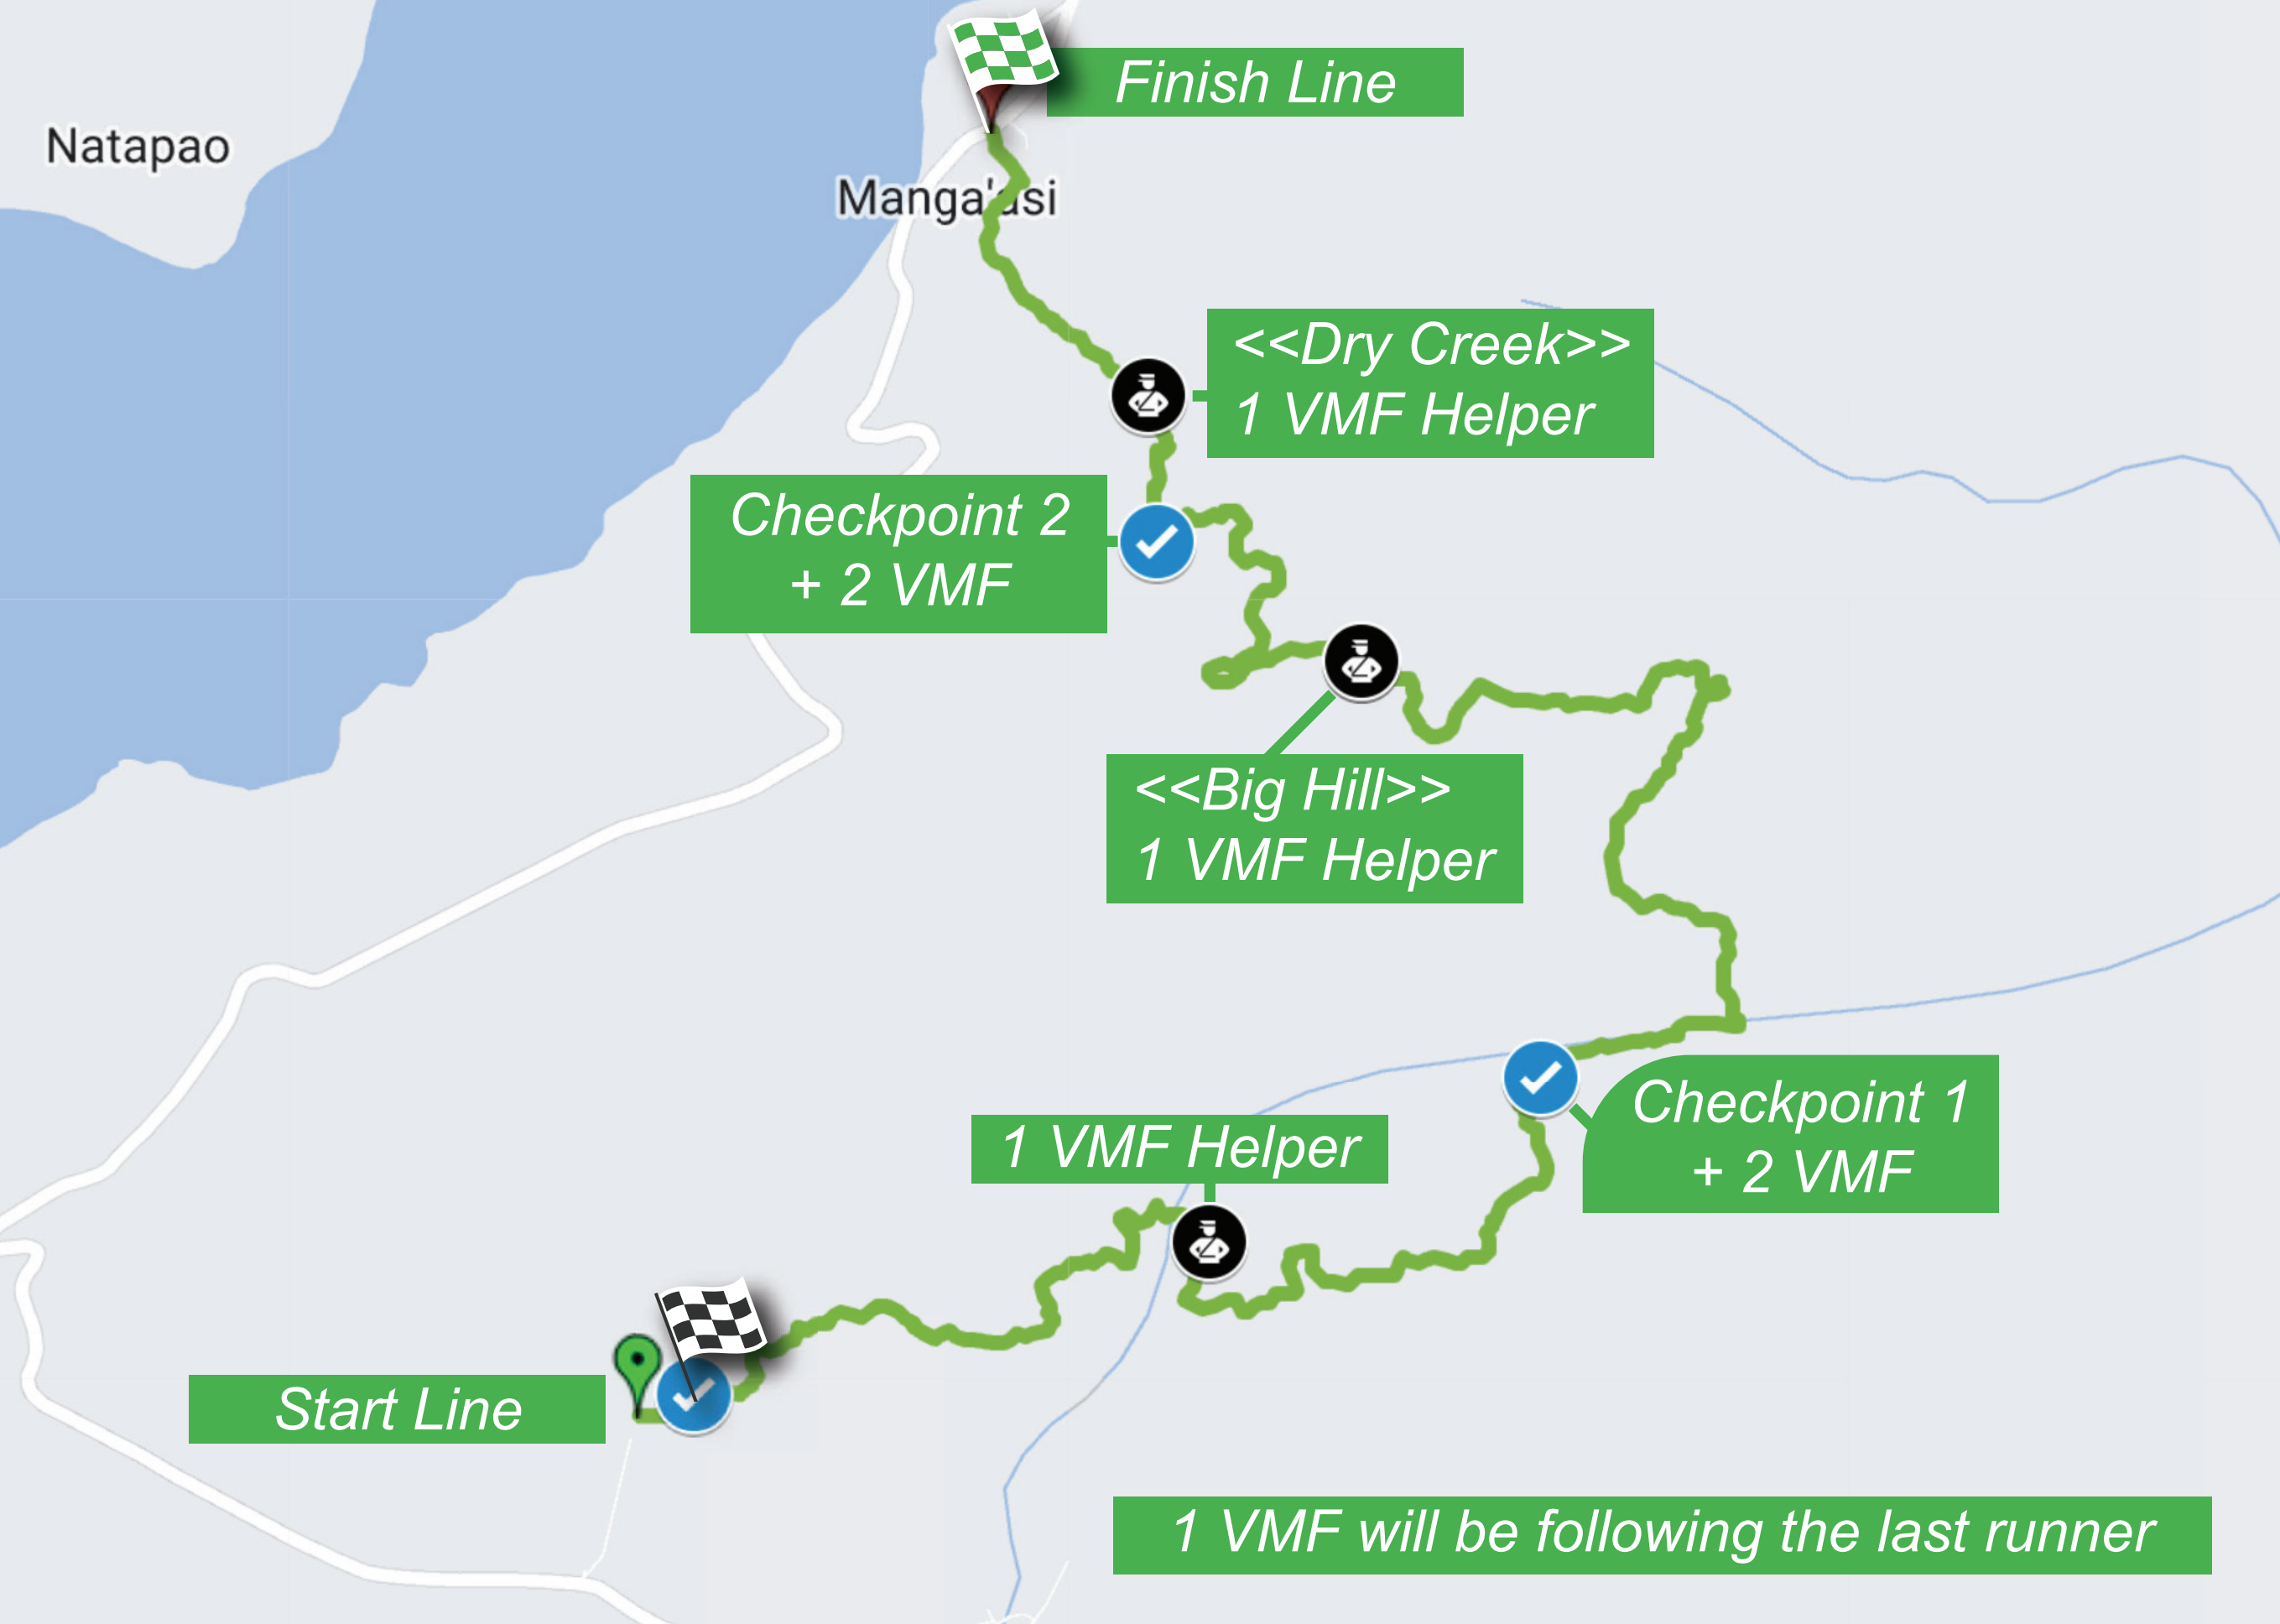 Finish Line
Natapao
Manga'asi
<<Dry Creek>>
1 VMF Helper
Checkpoint 2
+ 2 VMF
<<Big Hill>>
1 VMF Helper
Checkpoint 1
+ 2 VMF
1 VMF Helper
Start Line
1 VMF will be following the last runner